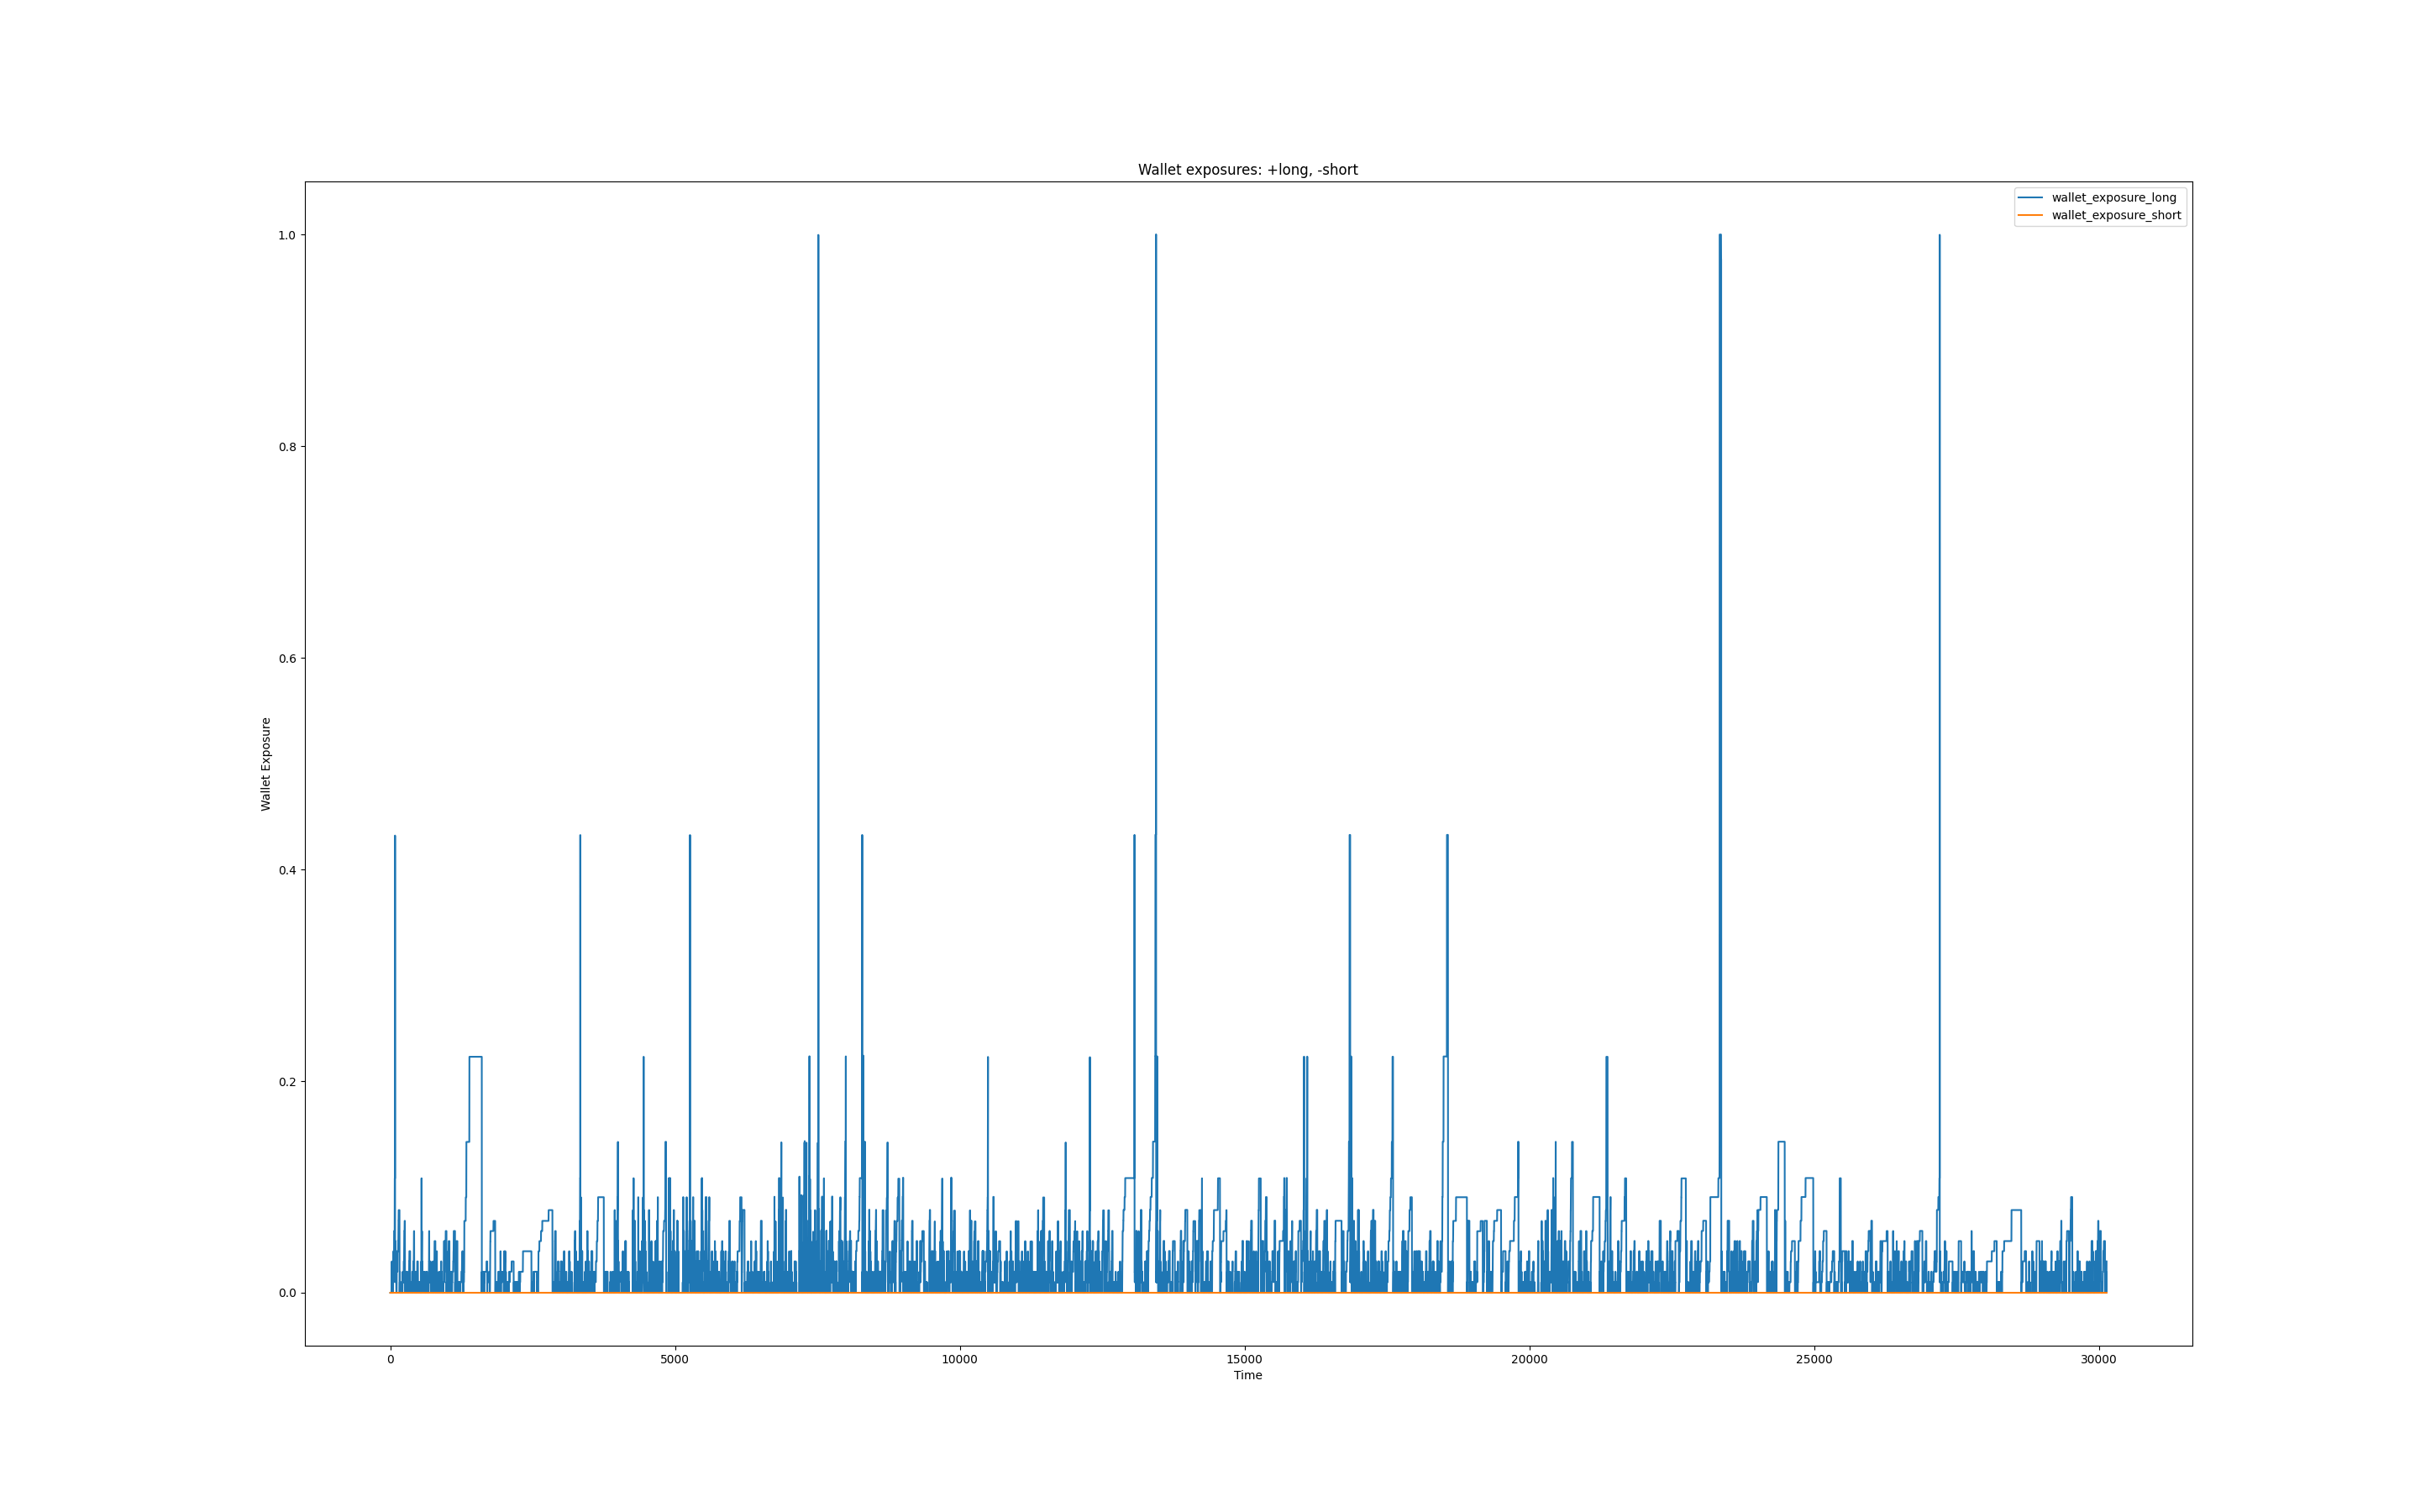 Wallet exposures: +long, -short
wallet_exposure_long
wallet_exposure_short
1.0
0.8
0.6
0.4
0.2
0.0
Wallet Exposure
0 5000 10000 15000 20000 25000 30000
Time